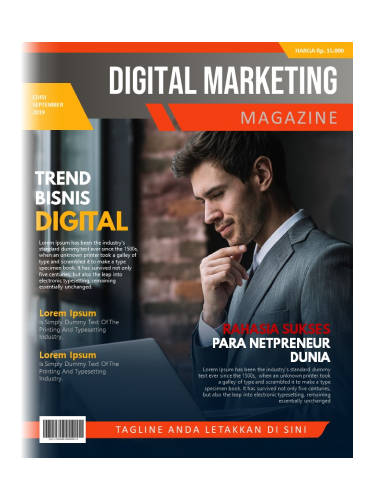 HARGA Rp. 15.000
DIGITAL MARKETING
EDISI
SEPTEMBER
2019
MAGAZINE
TREND
BISNIS
DIGITAL
Lorem Ipsum has been the industry's
standard dummy text ever since the 1500s,
when an unknown printer took a galley of
type and scrambled it to make a type
specimen book. It has survived not only
five centuries, but also the leap into
electronic typesetting, remaining
essentially unchanged.
Lorem Ipsum
Is Simply Dummy Text Of The
Printing And Typesetting
Industry.
Lorem Ipsum
Is Simply Dummy Text Of The
Printing And Typesetting
Industry.
RAHASIA SUKSES
PARA NETPRENEUR
DUNIA
Lorem Ipsum has been the industry's standard dummy
text ever since the 1500s, when an unknown printer took
a galley of type and scrambled it to make a type
specimen book. It has survived not only five centuries,
but also the leap into electronic typesetting, remaining
essentially unchanged
TAGLINE ANDA LETAKKAN DI SINI